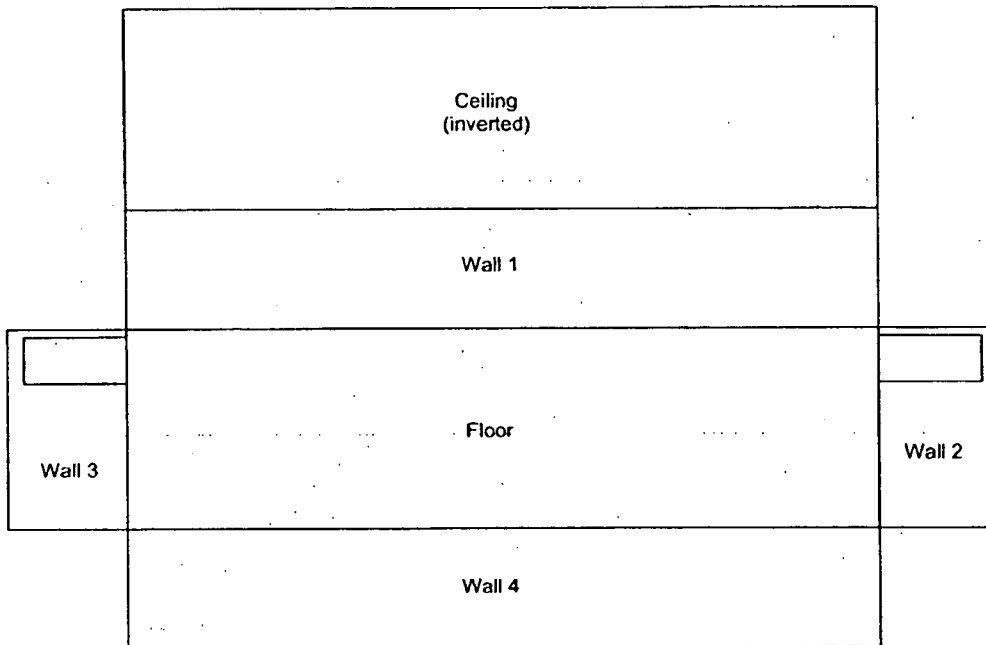 Ceiling
(inverted)
Wall 1
Floor
Wall 3
Wall 2
Wall 4